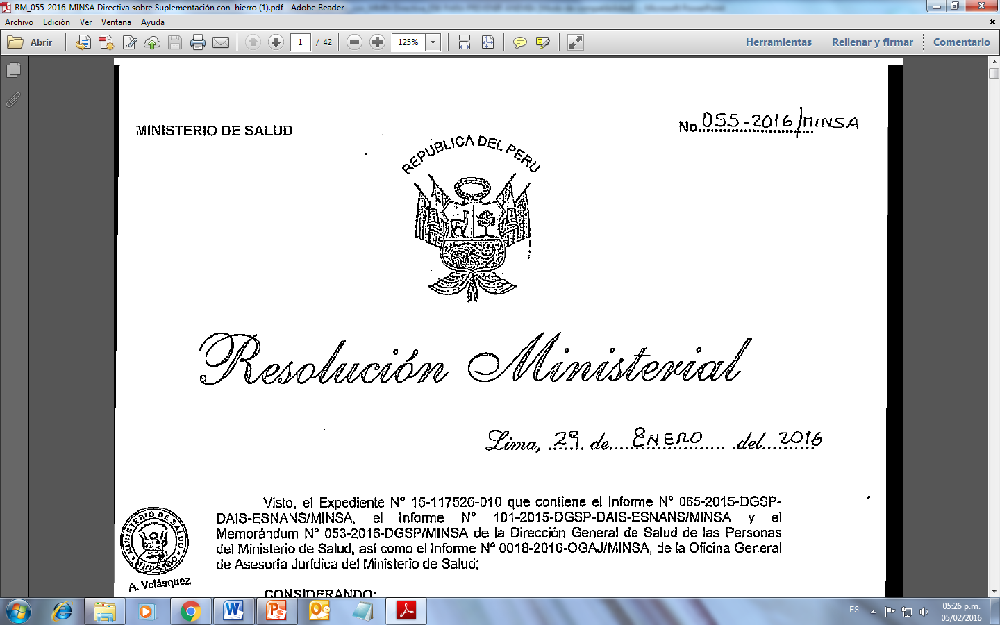 RM_055-2016-MINSA Directiva sobre Suplementación con hierro (1).pdf - Adobe Reader
Archivo Edición Ver Ventana Ayuda
Abrir 1 / 42 125% Herramientas Rellenar y firmar Comentario
MINISTERIO DE SALUD
No. 055-2016/MINSA
REPUBLICA DEL PERU
Resolución Ministerial
Lima, 29 de ENERO del 2016
Visto, el Expediente N° 15-117526-010 que contiene el Informe N° 065-2015-DGSP-
DAIS-ESNANS/MINSA, el Informe N° 101-2015-DGSP-DAIS-ESNANS/MINSA y el
Memorándum N° 053-2016-DGSP/MINSA de la Dirección General de Salud de las Personas
del Ministerio de Salud, así como el Informe N° 0018-2016-OGAJ/MINSA, de la Oficina General
de Asesoría Jurídica del Ministerio de Salud;
MINISTERIO DE SALUD
A. Velásquez
CONSIDERANDO:
ES
05:26 p.m.
05/02/2016